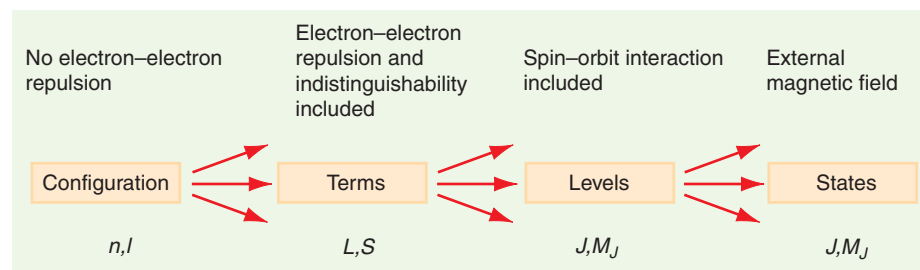 No electron–electron
repulsion
Electron–electron
repulsion and
indistinguishability
included
Spin–orbit interaction
included
External
magnetic field
Configuration
Terms
Levels
States
n,l
L,S
J,M_J
J,M_J